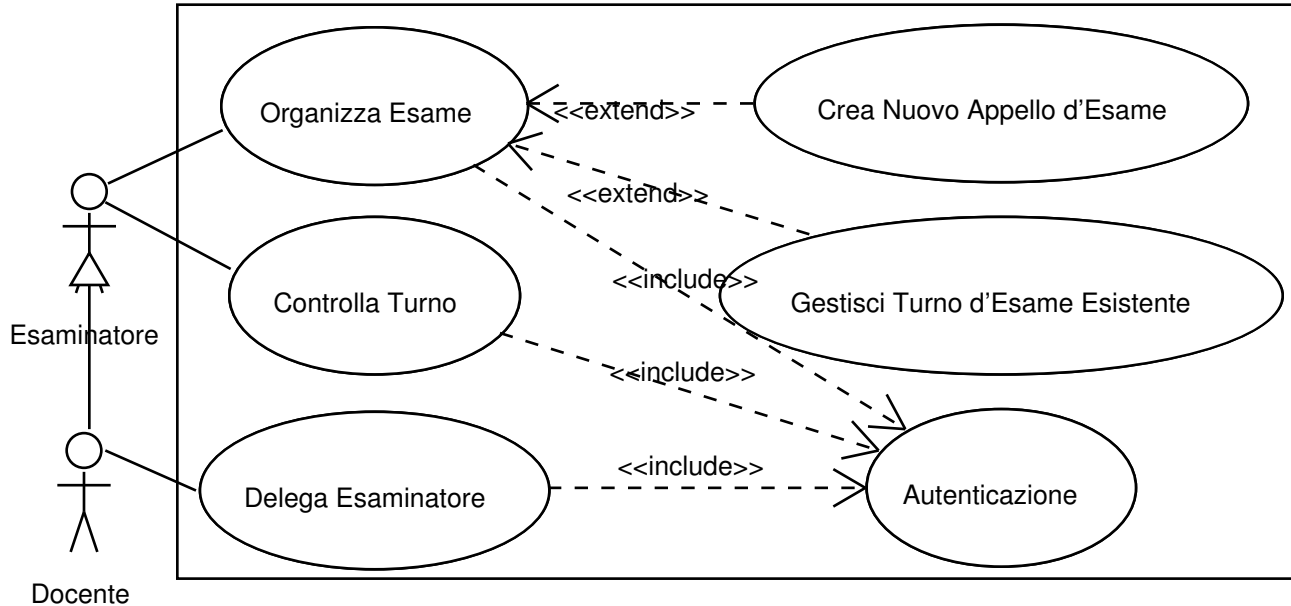 Organizza Esame
<<extend>>
Crea Nuovo Appello d'Esame
<<extend>>
<<include>>
Controlla Turno
Gestisci Turno d'Esame Esistente
Esaminatore
<<include>>
<<include>>
Delega Esaminatore
Autenticazione
Docente